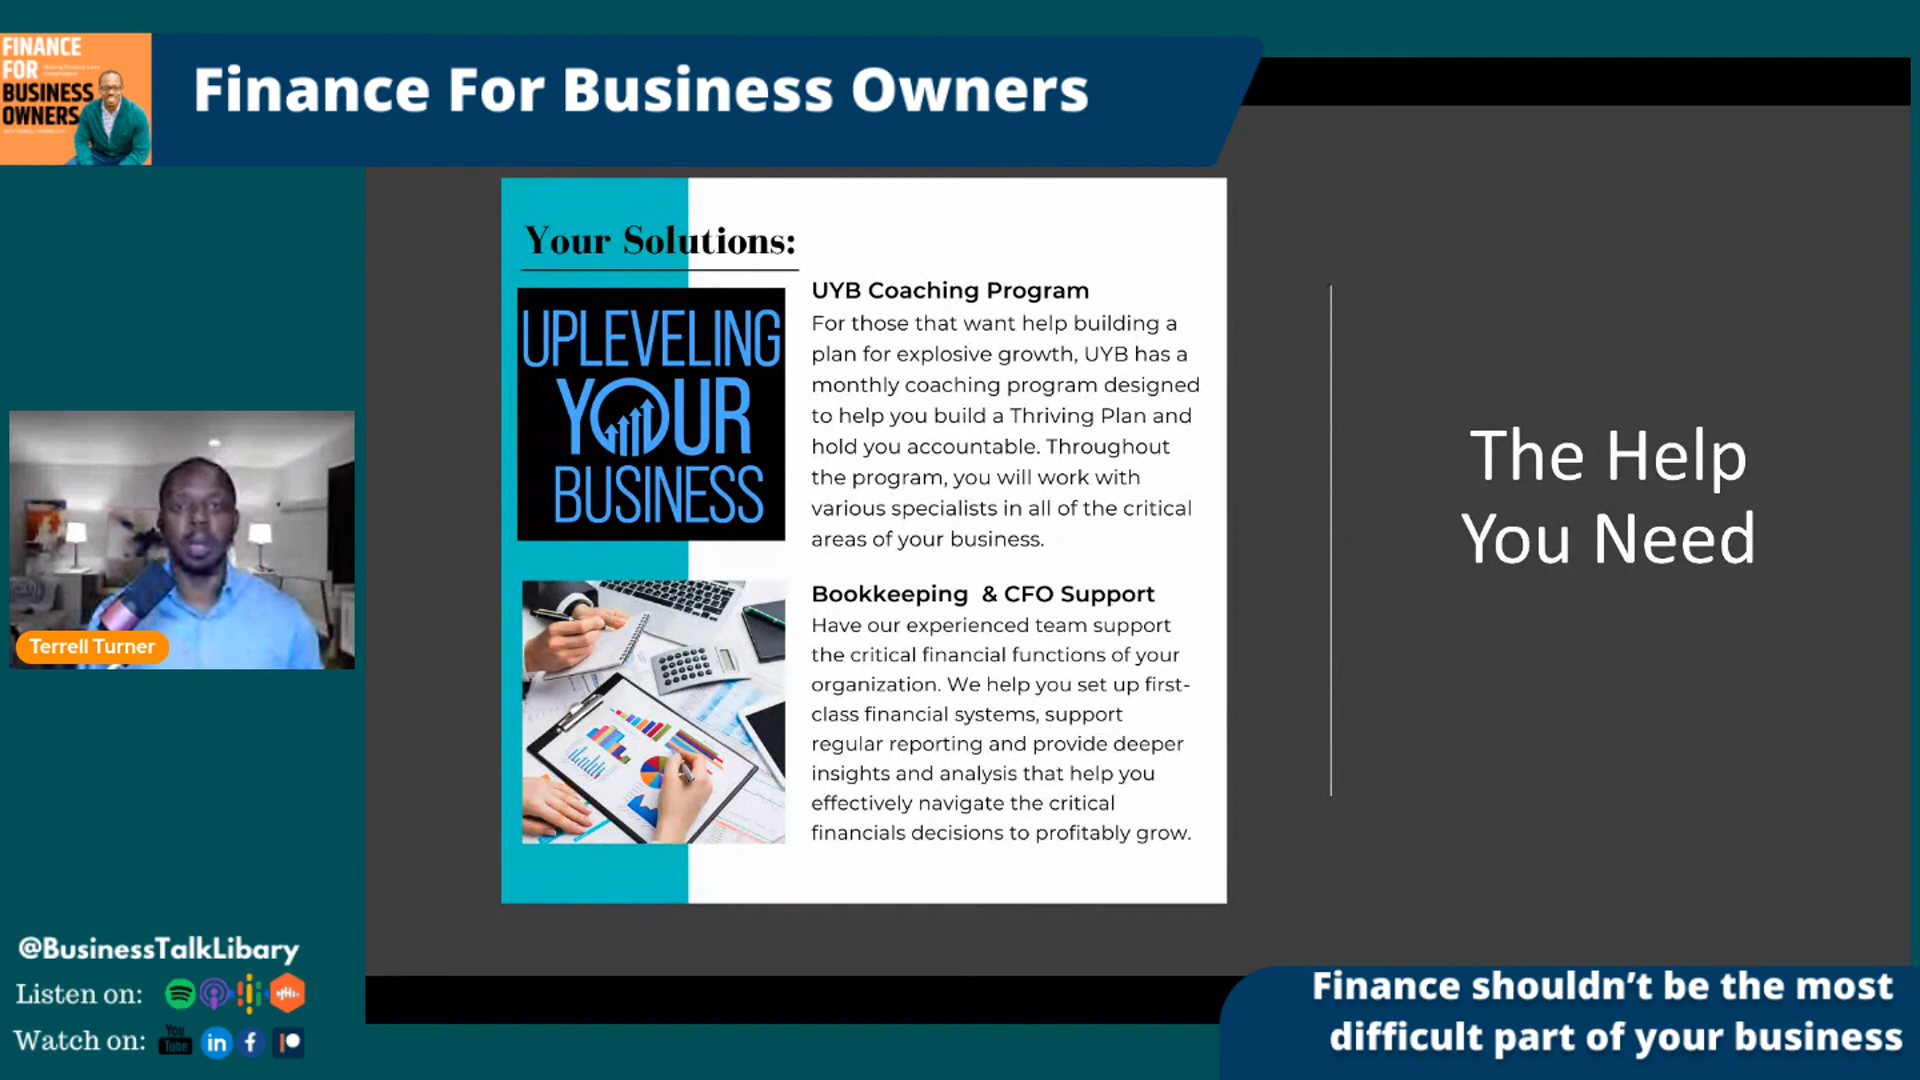 FINANCE
FOR
BUSINESS
OWNERS
Finance For Business Owners
Your Solutions:
UPLEVELING
YOUR
BUSINESS
UYB Coaching Program
For those that want help building a
plan for explosive growth, UYB has a
monthly coaching program designed
to help you build a Thriving Plan and
hold you accountable. Throughout
the program, you will work with
various specialists in all of the critical
areas of your business.
Bookkeeping & CFO Support
Have our experienced team support
the critical financial functions of your
organization. We help you set up first-
class financial systems, support
regular reporting and provide deeper
insights and analysis that help you
effectively navigate the critical
financials decisions to profitably grow.
The Help
You Need
Terrell Turner
@BusinessTalkLibary
Listen on:
Watch on:
You
Tube
in
f
Finance shouldn't be the most
difficult part of your business